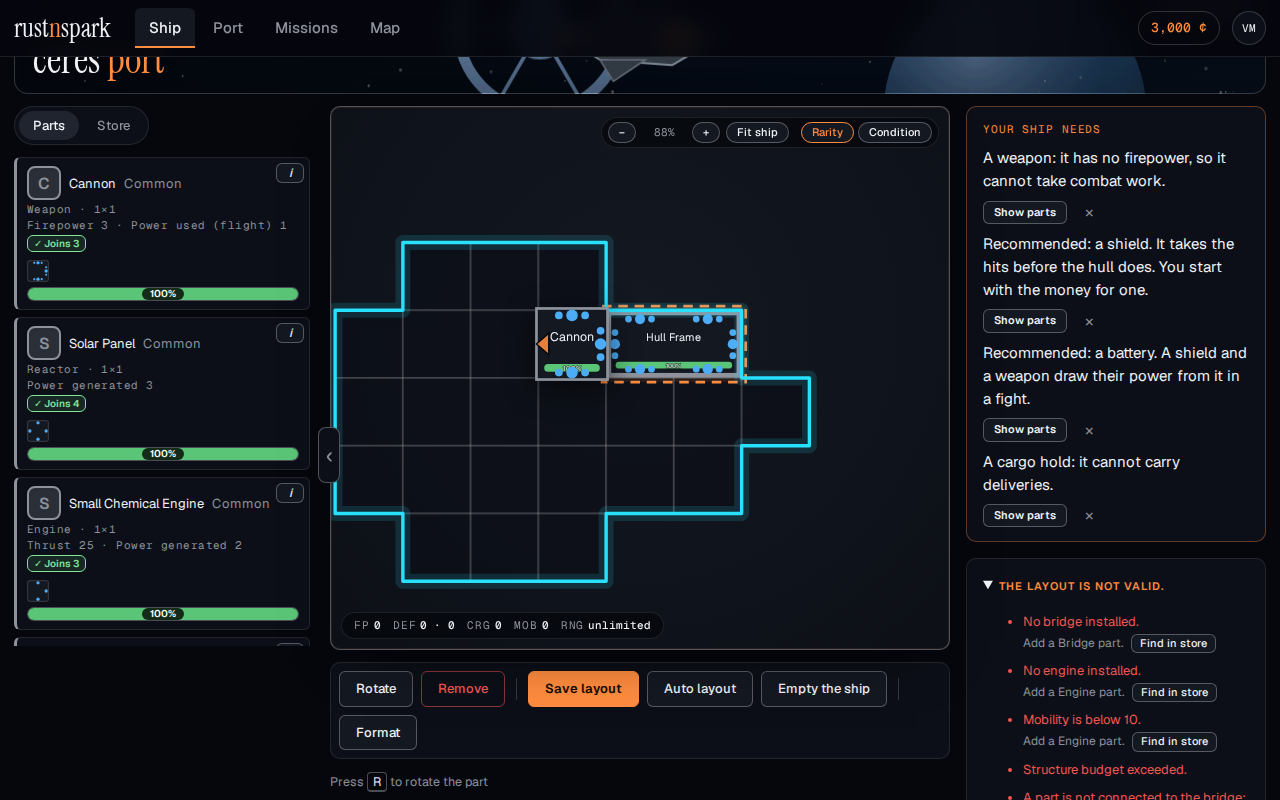 rustnspark
Ship
Port
Missions
Map
3,000 ¢
VM
ceres port
Parts
Store
C
Cannon Common
i
Weapon · 1×1
Firepower 3 · Power used (flight) 1
✓ Joins 3
100%
S
Solar Panel Common
i
Reactor · 1×1
Power generated 3
✓ Joins 4
100%
S
Small Chemical Engine Common
i
Engine · 1×1
Thrust 25 · Power generated 2
✓ Joins 3
100%
−
88%
+
Fit ship
Rarity
Condition
Cannon
Hull Frame
‹
FP 0 DEF 0 · 0 CRG 0 MOB 0 RNG unlimited
Rotate
Remove
Save layout
Auto layout
Empty the ship
Format
Press R to rotate the part
YOUR SHIP NEEDS
A weapon: it has no firepower, so it
cannot take combat work.
Show parts ×
Recommended: a shield. It takes the
hits before the hull does. You start
with the money for one.
Show parts ×
Recommended: a battery. A shield and
a weapon draw their power from it in
a fight.
Show parts ×
A cargo hold: it cannot carry
deliveries.
Show parts ×
▼ THE LAYOUT IS NOT VALID.
• No bridge installed.
Add a Bridge part. Find in store
• No engine installed.
Add a Engine part. Find in store
• Mobility is below 10.
Add a Engine part. Find in store
• Structure budget exceeded.
• A part is not connected to the bridge: